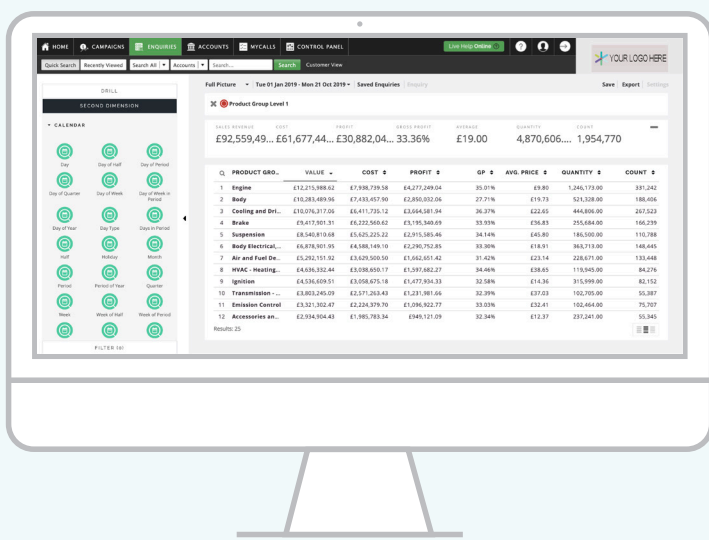 HOME CAMPAIGNS ENQUIRIES ACCOUNTS MYCALLS CONTROL PANEL Live Help Online
YOUR LOGO HERE
Quick Search Recently Viewed Search All Accounts Search... Search Customer View
DRILL
SECOND DIMENSION
CALENDAR
Day Day of Half Day of Period
Day of Quarter Day of Week Day of Week in Period
Day of Year Day Type Days in Period
Half Holiday Month
Period Period of Year Quarter
Week Week of Half Week of Period
FILTER (0)
Full Picture Tue 01 Jan 2019 - Mon 21 Oct 2019 Saved Enquiries Enquiry Save Export Settings
Product Group Level 1
SALES REVENUE COST PROFIT GROSS PROFIT AVERAGE QUANTITY COUNT
£92,559,49... £61,677,44... £30,882,04... 33.36% £19.00 4,870,606.... 1,954,770
PRODUCT GRO... VALUE COST PROFIT GP AVG. PRICE QUANTITY COUNT
1 Engine £12,215,988.62 £7,938,739.58 £4,277,249.04 35.01% £9.80 1,246,173.00 331,242
2 Body £10,283,489.96 £7,433,457.90 £2,850,032.06 27.71% £19.73 521,328.00 188,406
3 Cooling and Dri... £10,076,317.06 £6,411,735.12 £3,664,581.94 36.37% £22.65 444,806.00 267,523
4 Brake £9,417,901.31 £6,222,560.62 £3,195,340.69 33.93% £36.83 255,684.00 166,239
5 Suspension £8,540,810.68 £5,625,225.22 £2,915,585.46 34.14% £45.80 186,500.00 110,788
6 Body Electrical,... £6,878,901.95 £4,588,149.10 £2,290,752.85 33.30% £18.91 363,713.00 148,445
7 Air and Fuel De... £5,292,151.92 £3,629,500.50 £1,662,651.42 31.42% £23.14 228,671.00 133,448
8 HVAC - Heating... £4,636,332.44 £3,038,650.17 £1,597,682.27 34.46% £38.65 119,945.00 84,276
9 Ignition £4,536,609.51 £3,058,675.18 £1,477,934.33 32.58% £14.36 315,999.00 82,152
10 Transmission - ... £3,803,245.09 £2,571,263.43 £1,231,981.66 32.39% £37.03 102,705.00 55,387
11 Emission Control £3,321,302.47 £2,224,379.70 £1,096,922.77 33.03% £32.41 102,464.00 75,707
12 Accessories an... £2,934,904.43 £1,985,783.34 £949,121.09 32.34% £12.37 237,241.00 55,345
Results: 25